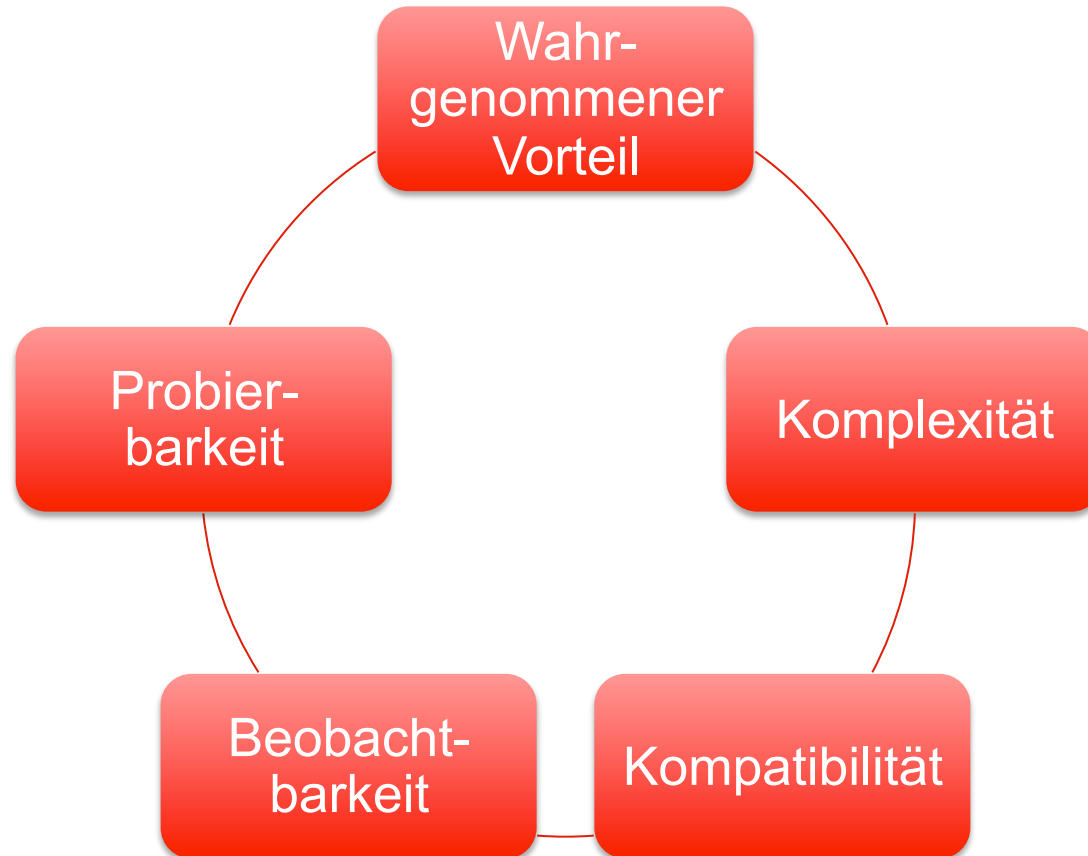 Wahr-
genommener
Vorteil
Probier-
barkeit
Komplexität
Beobacht-
barkeit
Kompatibilität